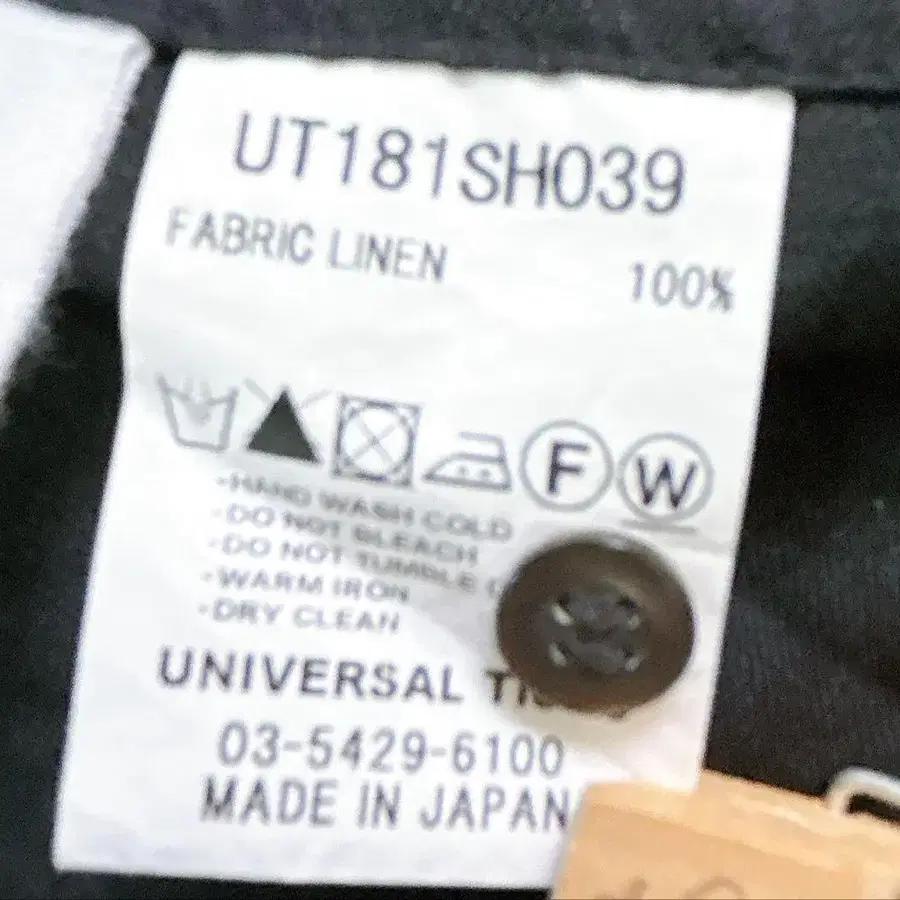 UT181SH039
FABRIC LINEN 100%
F W
-HAND WASH COLD
-DO NOT BLEACH
-DO NOT TUMBLE
-WARM IRON
-DRY CLEAN
UNIVERSAL
03-5429-6100
MADE IN JAPAN